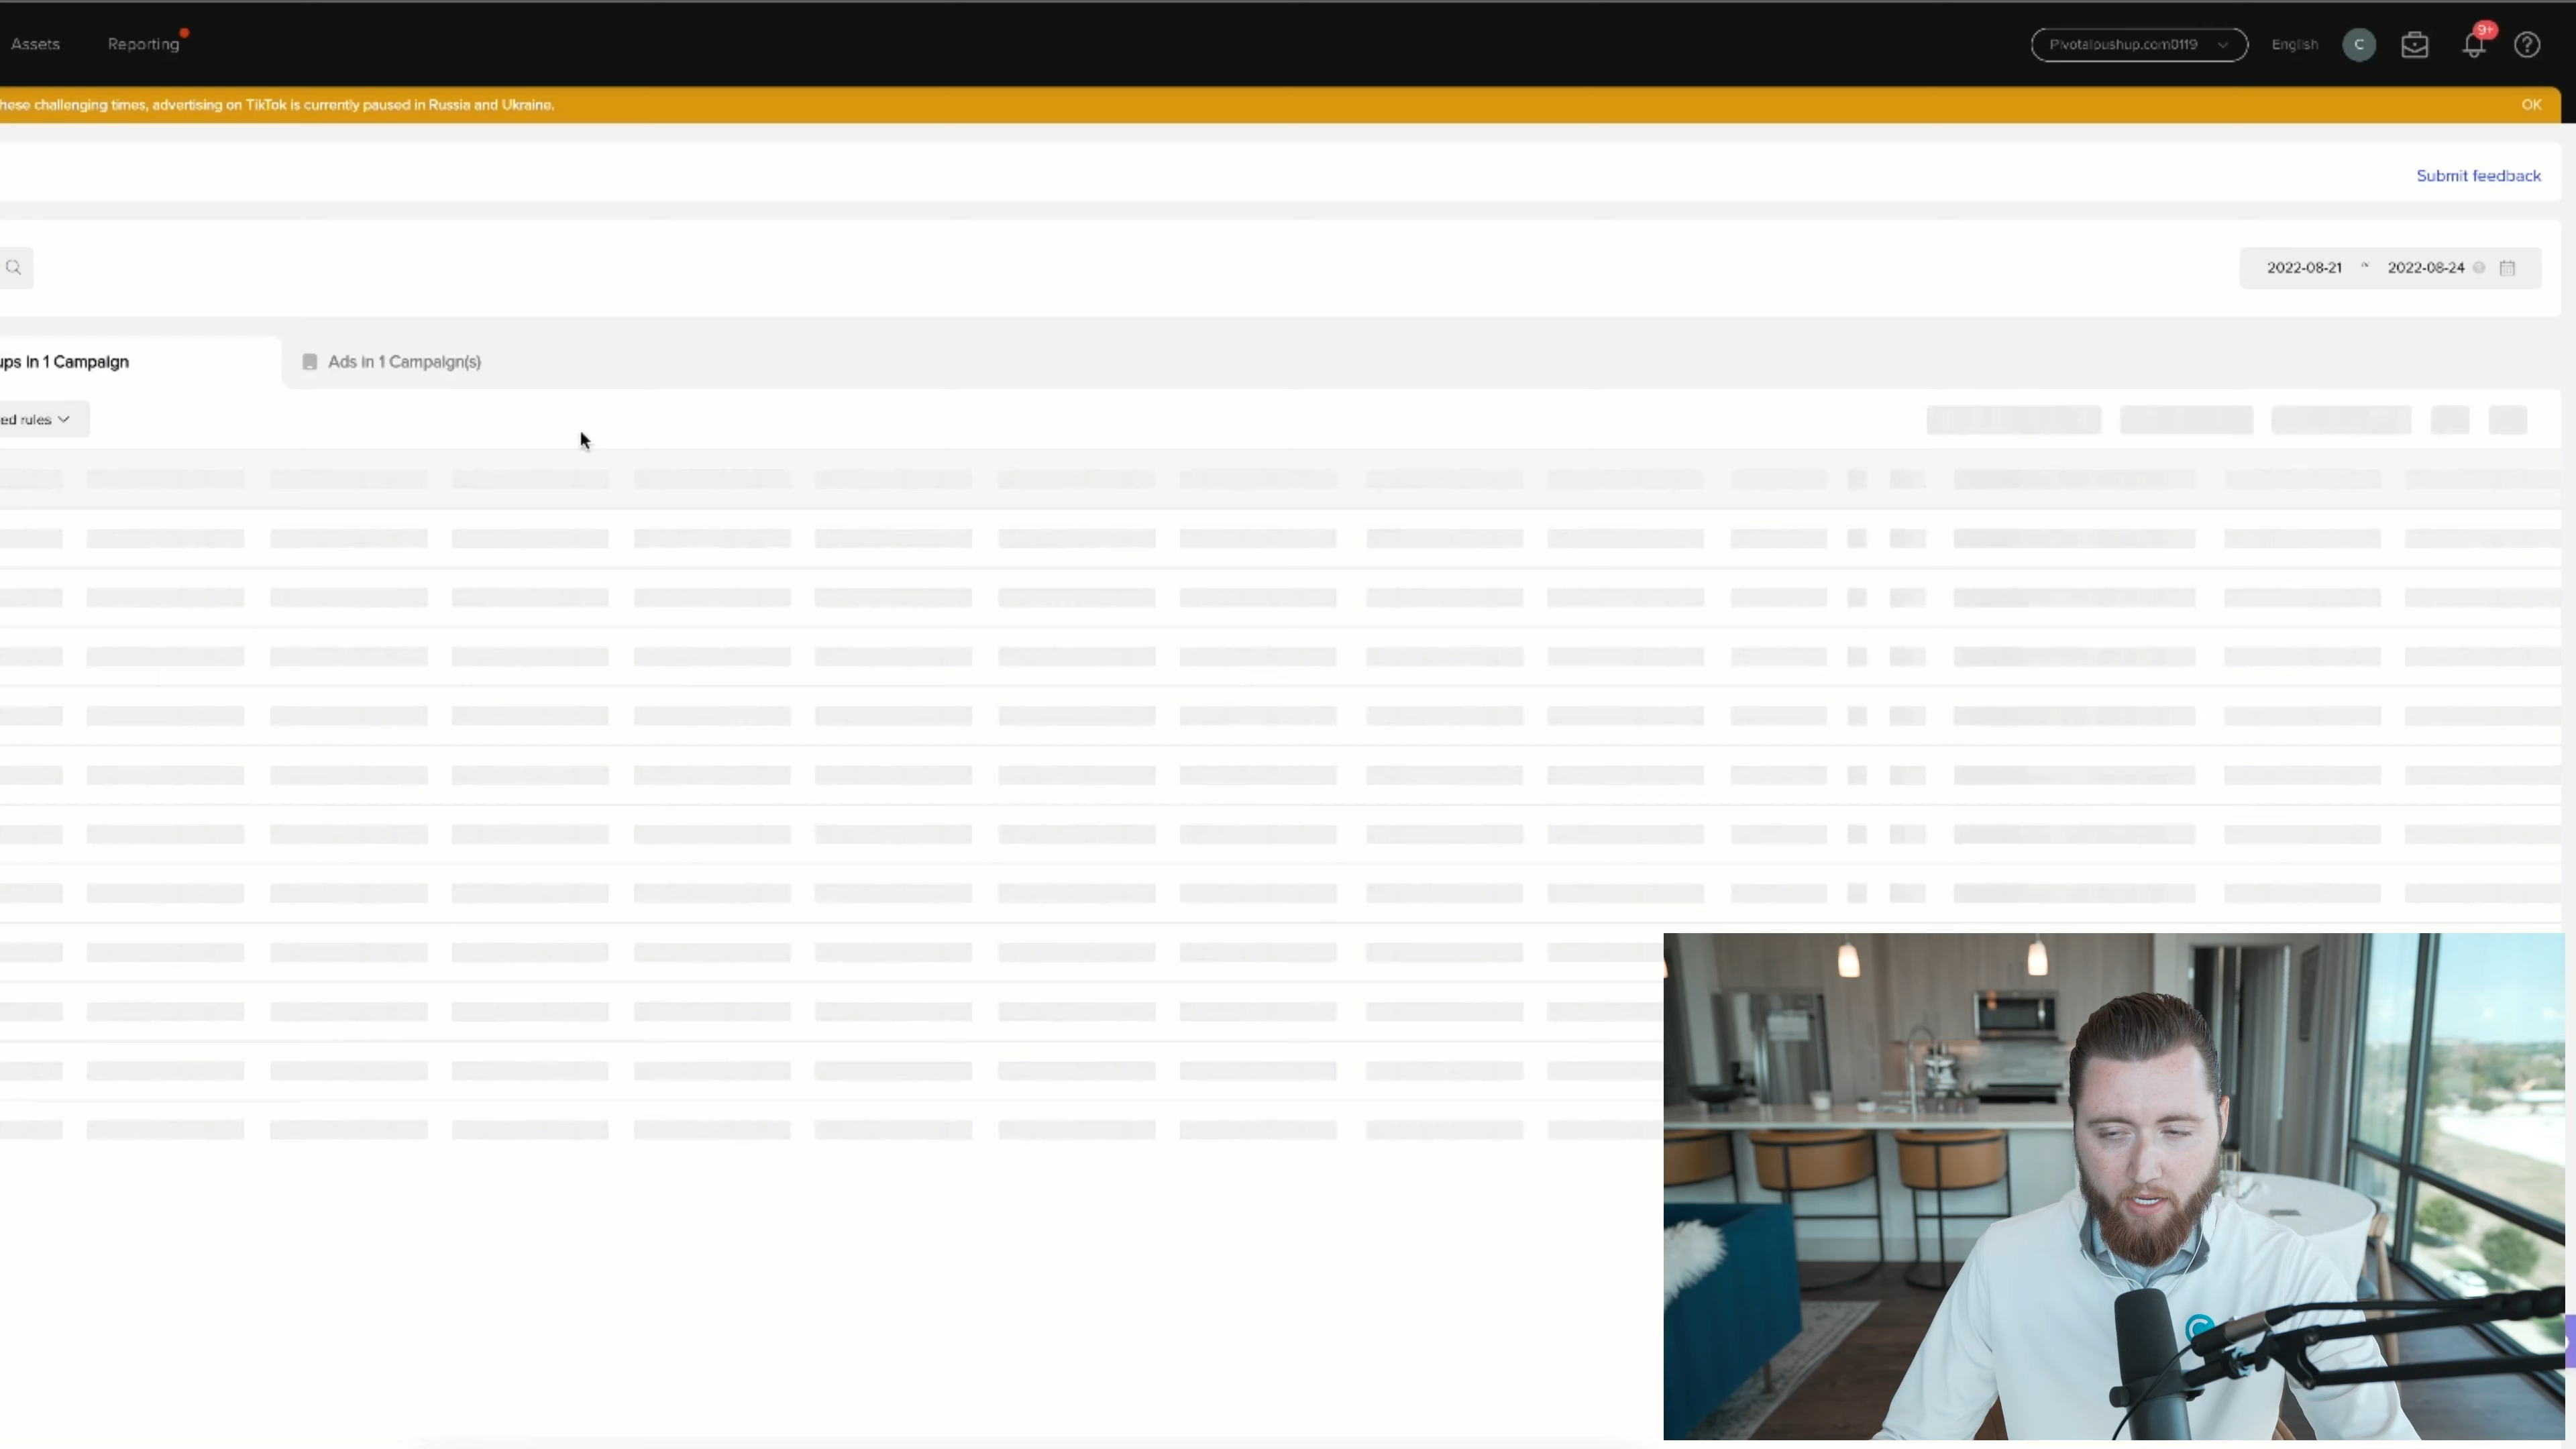 Assets Reporting Pivotalpushup.com0119 English C 9+
hese challenging times, advertising on TikTok is currently paused in Russia and Ukraine. OK
Submit feedback
2022-08-21 ~ 2022-08-24
ups in 1 Campaign Ads in 1 Campaign(s)
ed rules